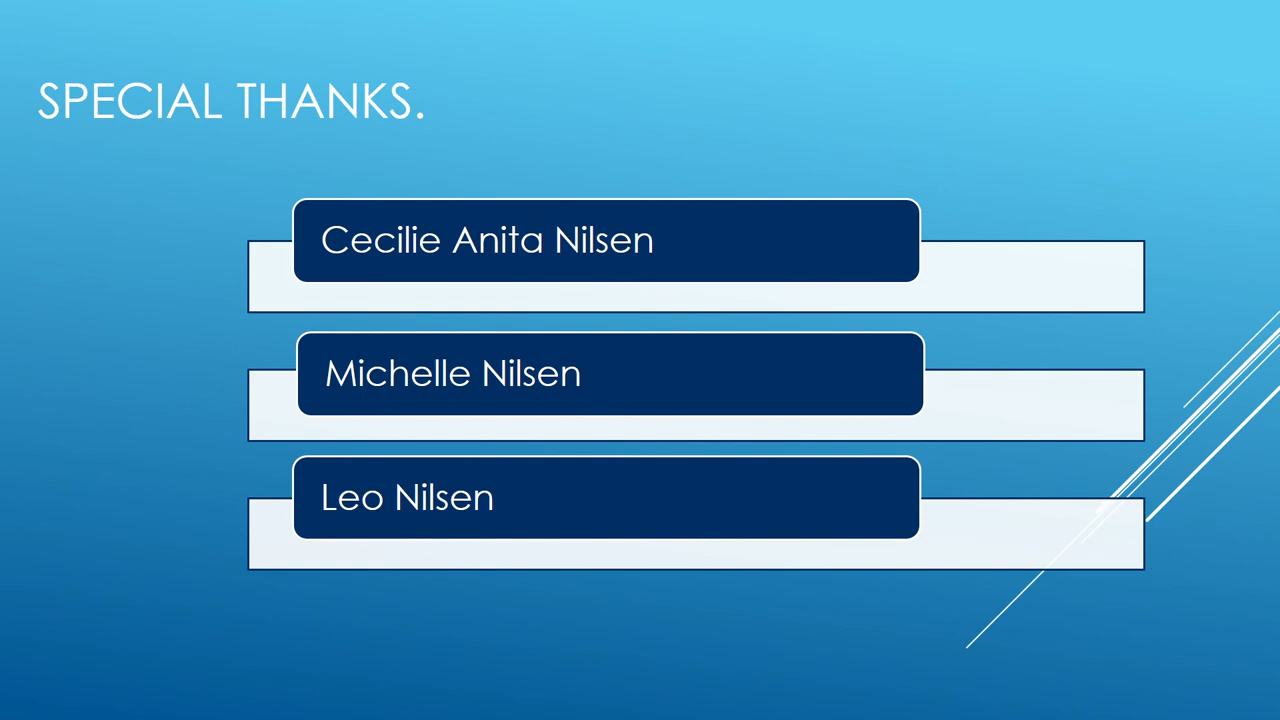 SPECIAL THANKS.
Cecilie Anita Nilsen
Michelle Nilsen
Leo Nilsen